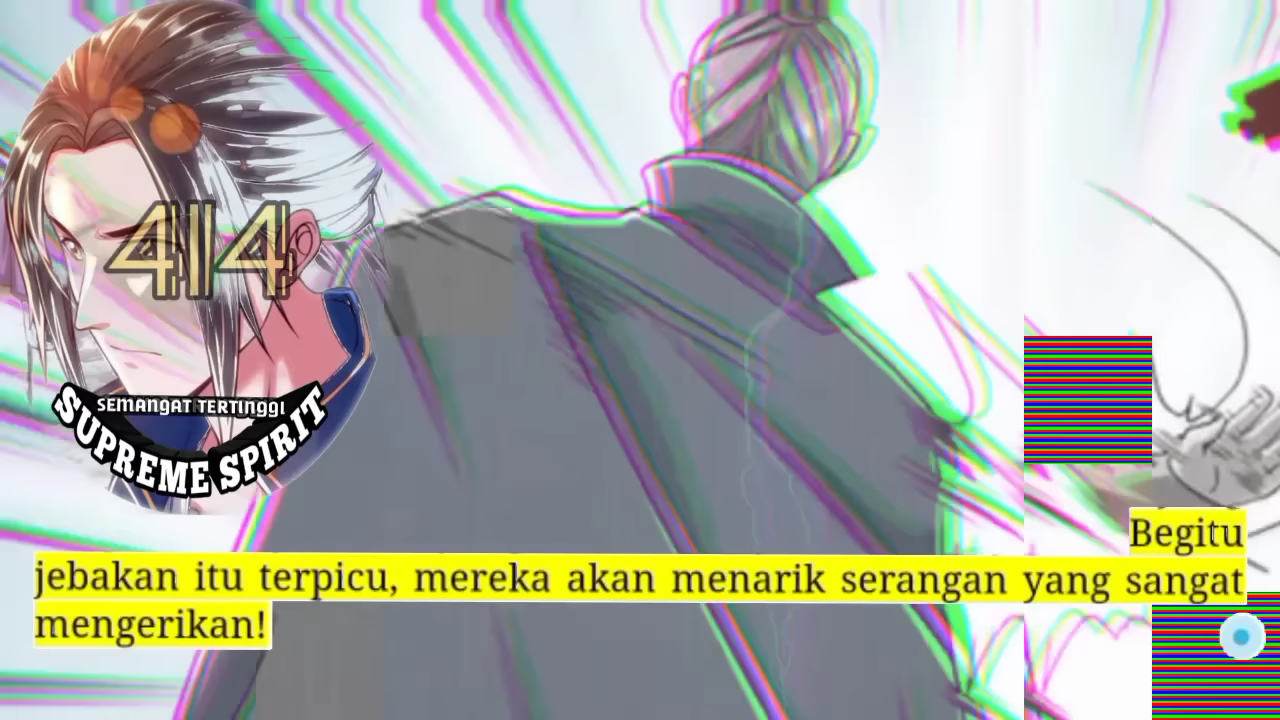 414
SEMANGAT TERTINGGI
SUPREME SPIRIT
Begitu
jebakan itu terpicu, mereka akan menarik serangan yang sangat
mengerikan!